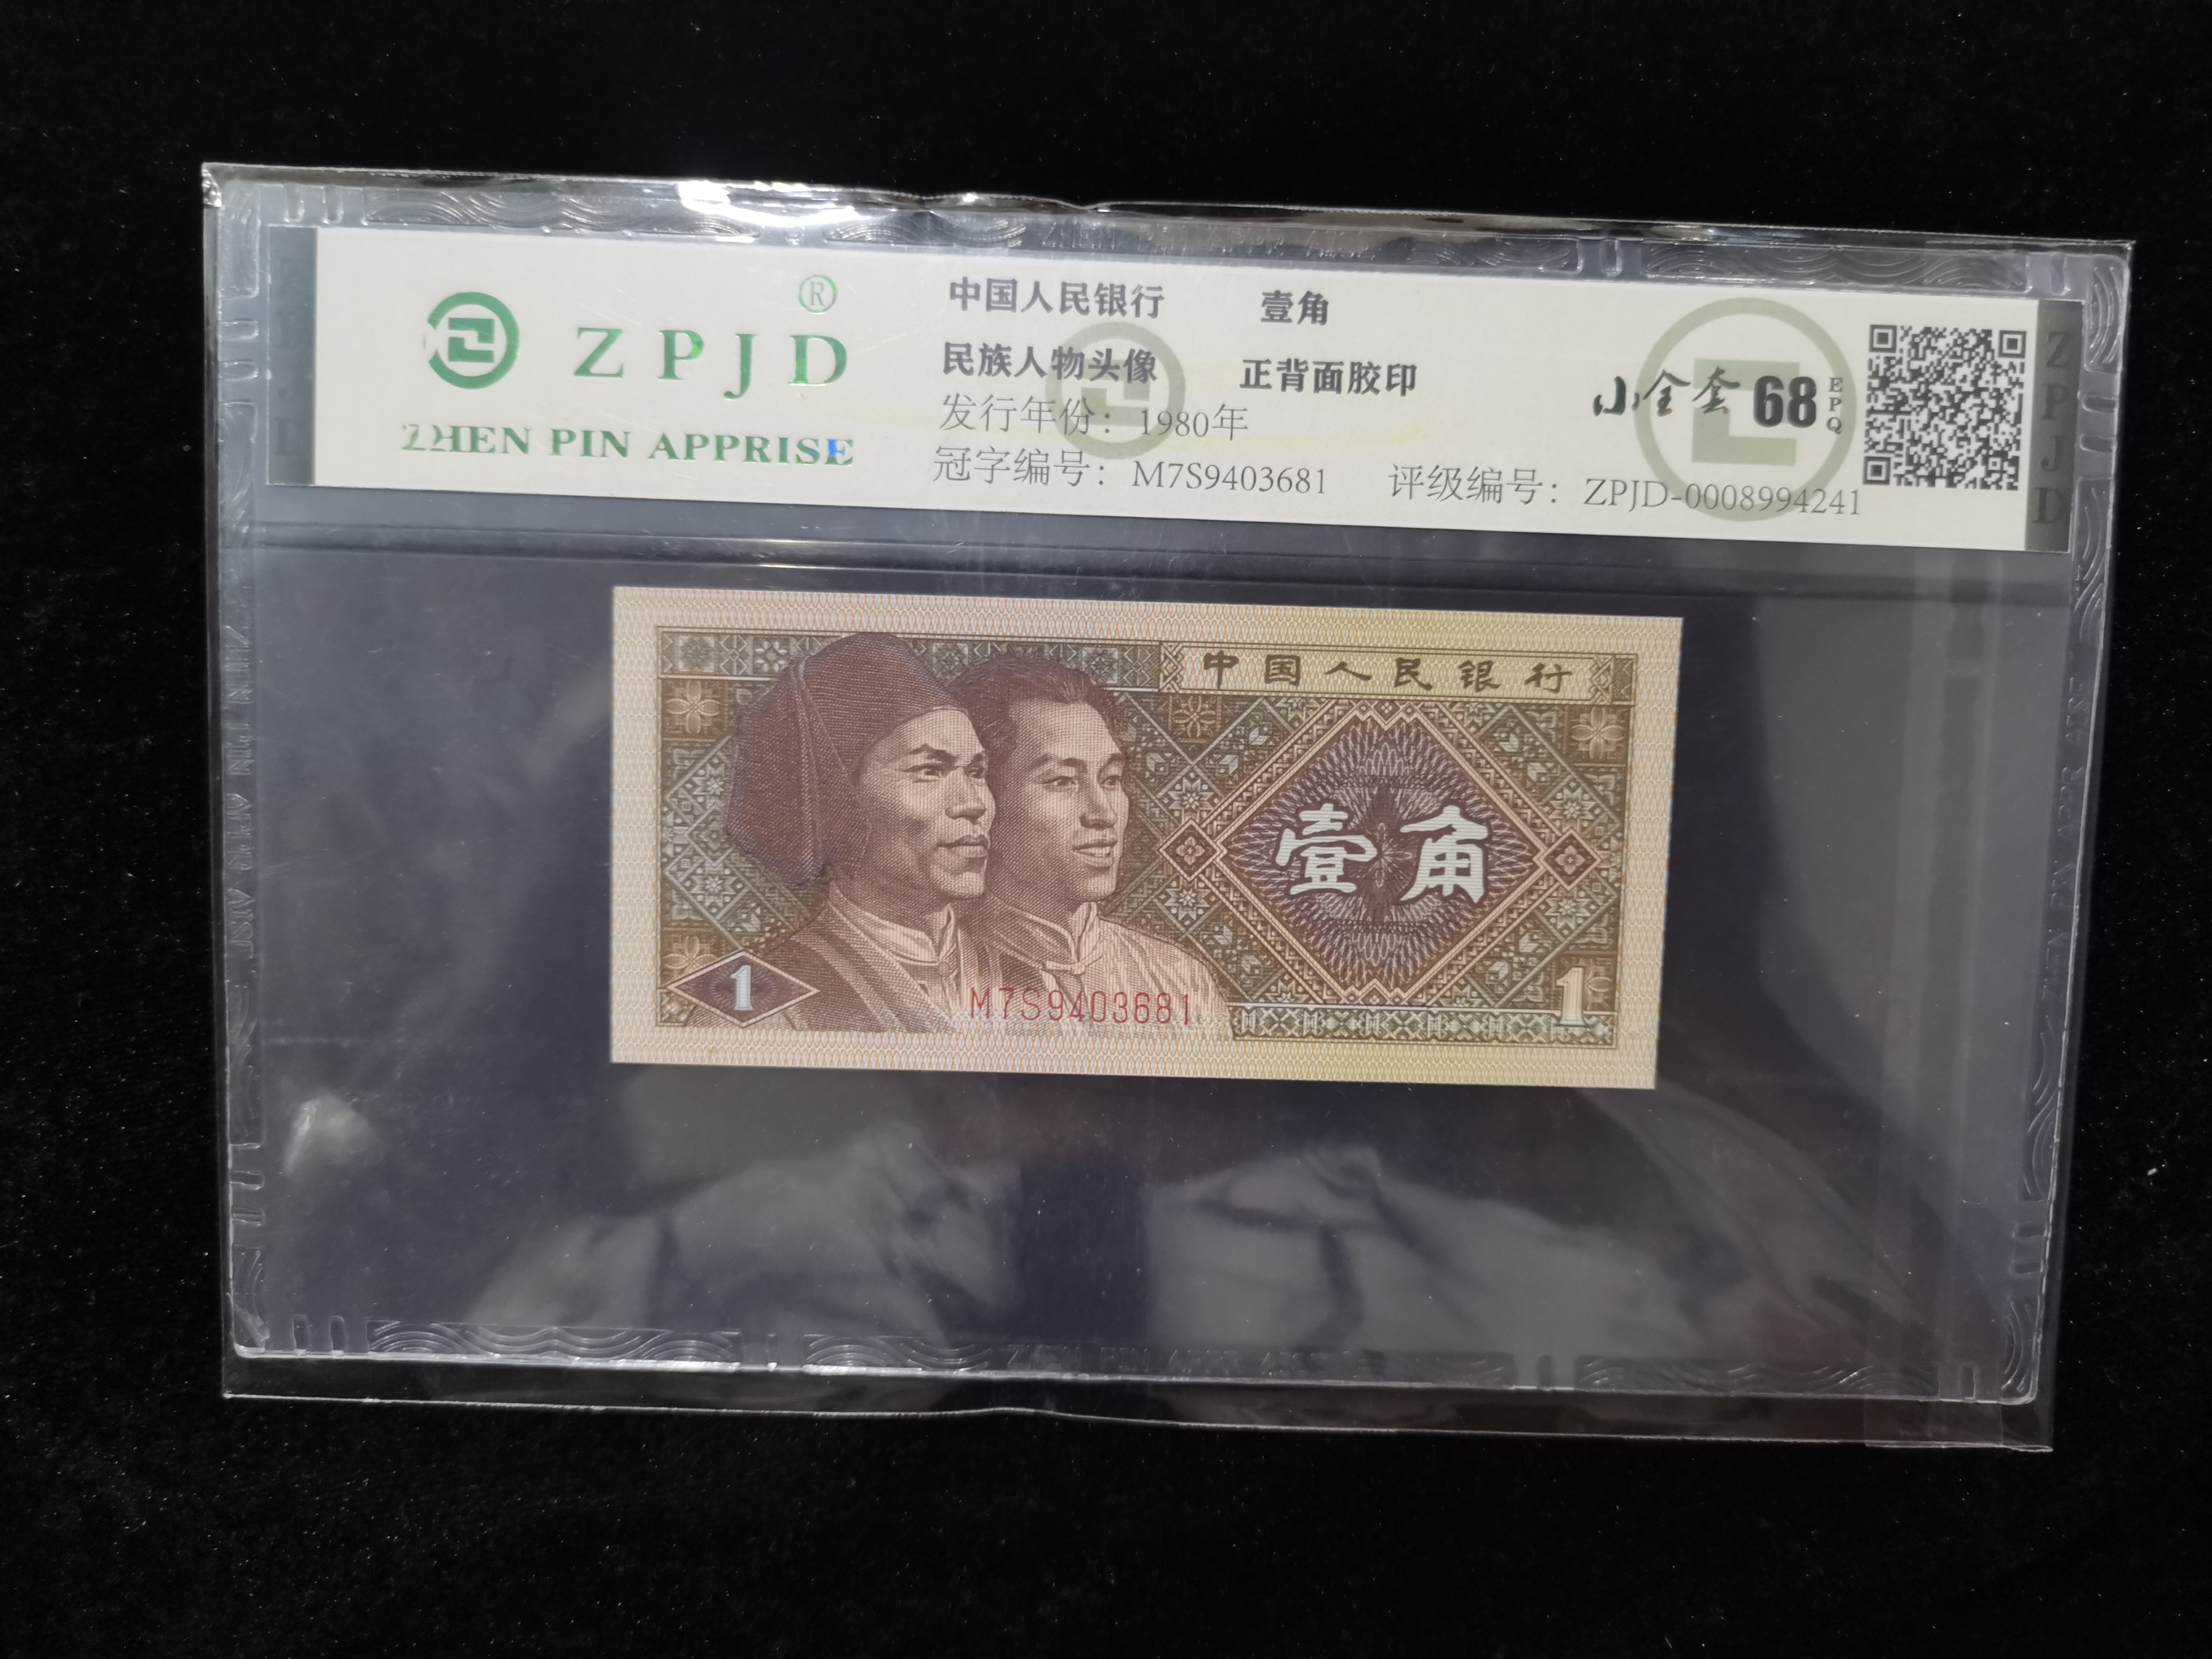 ®
ZPJD
ZHEN PIN APPRISE
中国人民银行 壹角
民族人物头像 正背面胶印
发行年份：1980年
冠字编号：M7S9403681 评级编号：ZPJD-0008994241
小全套 68 EPQ
ZPJD
中国人民银行
壹角
1
M7S9403681
1